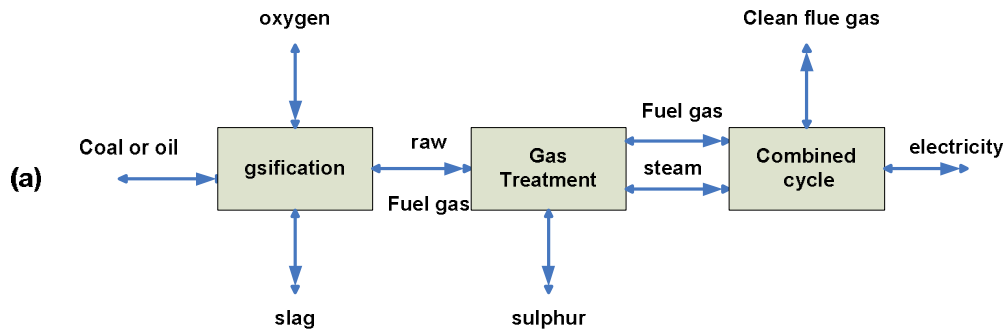 oxygen
Clean flue gas
Fuel gas
Coal or oil
raw
electricity
(a)
gsification
Gas
Treatment
steam
Combined
cycle
Fuel gas
slag
sulphur